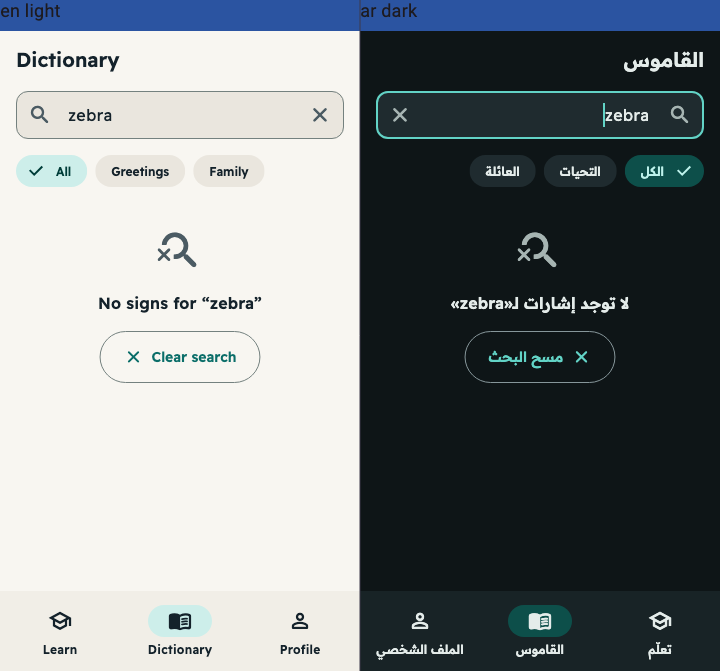 en light
Dictionary
zebra
All
Greetings
Family
No signs for “zebra”
Clear search
Learn
Dictionary
Profile
ar dark
القاموس
zebra
الكل
التحيات
العائلة
لا توجد إشارات لـ«zebra»
مسح البحث
تعلّم
القاموس
الملف الشخصي